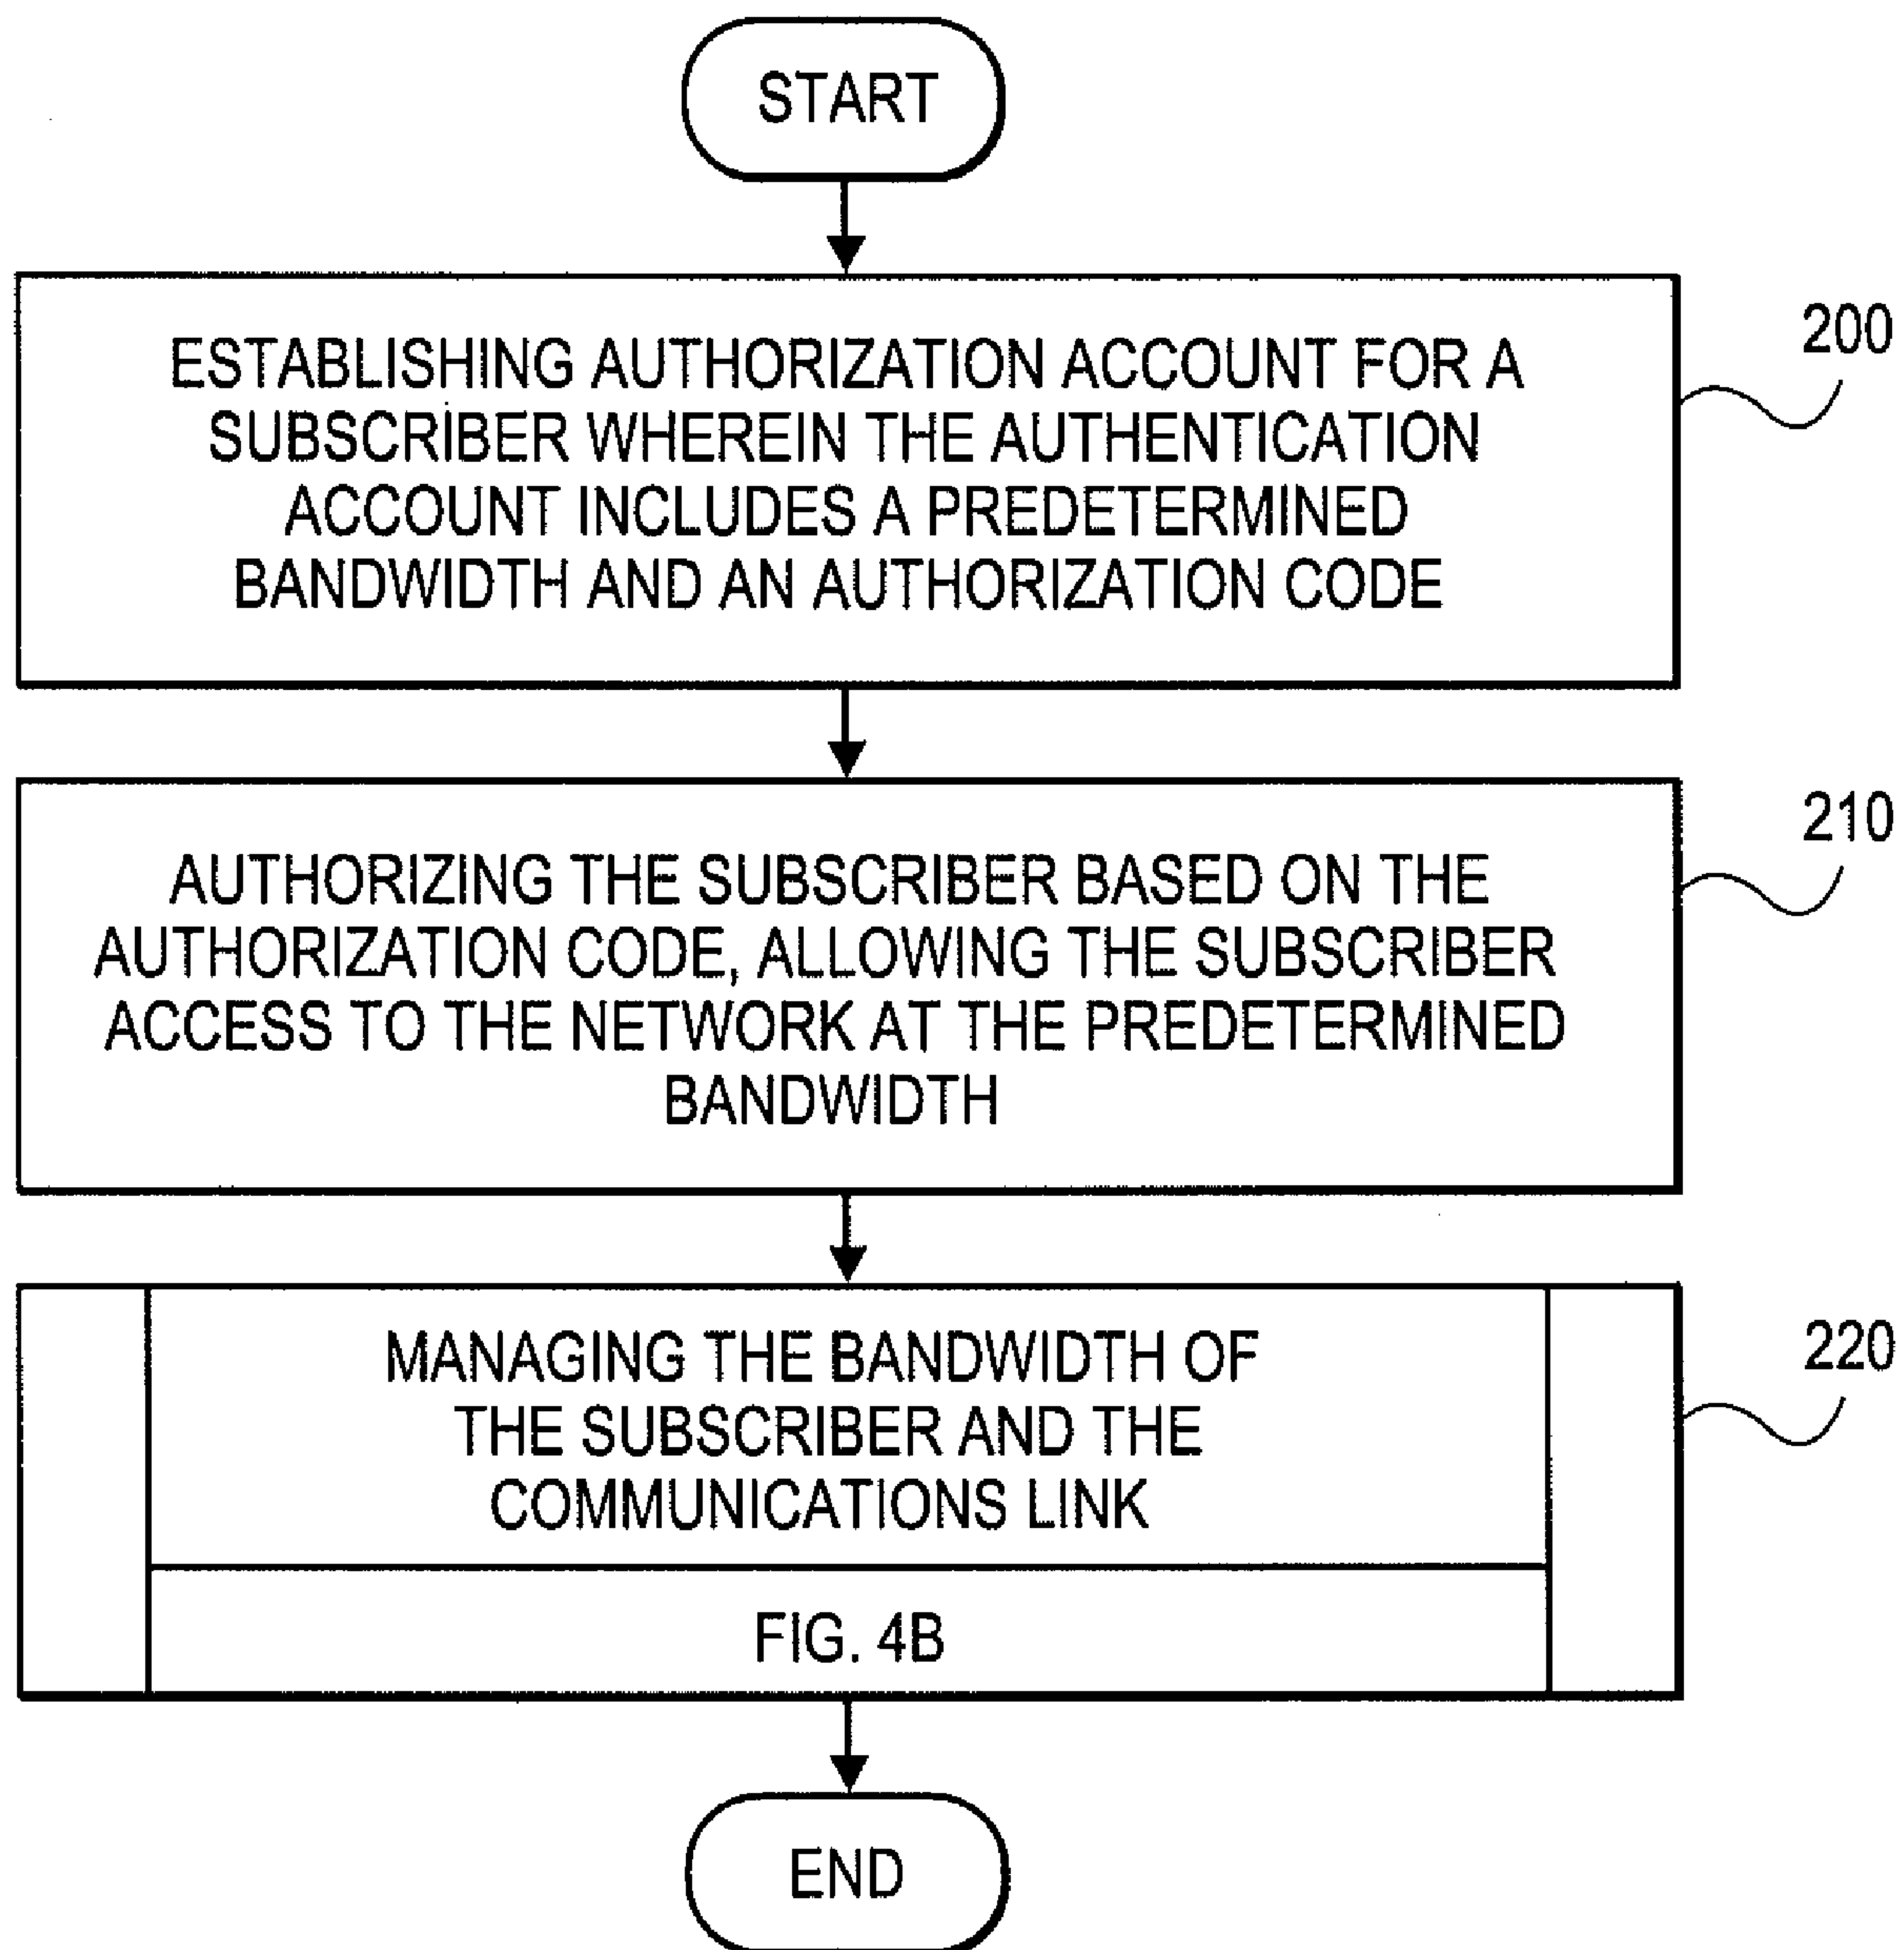 START
ESTABLISHING AUTHORIZATION ACCOUNT FOR A
SUBSCRIBER WHEREIN THE AUTHENTICATION
ACCOUNT INCLUDES A PREDETERMINED
BANDWIDTH AND AN AUTHORIZATION CODE
200
AUTHORIZING THE SUBSCRIBER BASED ON THE
AUTHORIZATION CODE, ALLOWING THE SUBSCRIBER
ACCESS TO THE NETWORK AT THE PREDETERMINED
BANDWIDTH
210
MANAGING THE BANDWIDTH OF
THE SUBSCRIBER AND THE
COMMUNICATIONS LINK
220
FIG. 4B
END